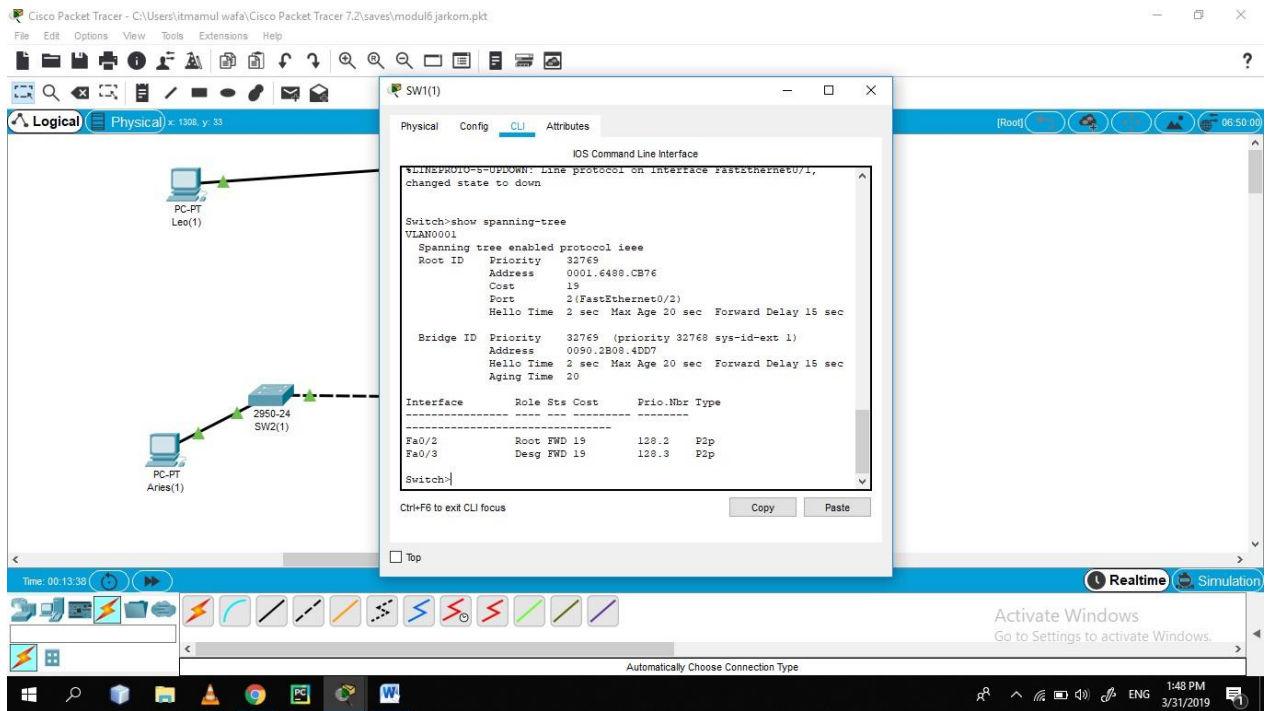 Cisco Packet Tracer - C:\Users\itmamul wafa\Cisco Packet Tracer 7.2\saves\modul6 jarkom.pkt
File Edit Options View Tools Extensions Help
?
Logical Physical x: 1308, y: 33
[Root] 06:50:00
PC-PT
Leo(1)
2950-24
SW2(1)
PC-PT
Aries(1)
SW1(1)
Physical Config CLI Attributes
IOS Command Line Interface
%LINEPROTO-5-UPDOWN: Line protocol on Interface FastEthernet0/1,
changed state to down
Switch>show spanning-tree
VLAN0001
Spanning tree enabled protocol ieee
Root ID Priority 32769
Address 0001.6488.CB76
Cost 19
Port 2(FastEthernet0/2)
Hello Time 2 sec Max Age 20 sec Forward Delay 15 sec
Bridge ID Priority 32769 (priority 32768 sys-id-ext 1)
Address 0090.2B08.4DD7
Hello Time 2 sec Max Age 20 sec Forward Delay 15 sec
Aging Time 20
Interface Role Sts Cost Prio.Nbr Type
---------------- ---- --- --------- --------
--------------------------------
Fa0/2 Root FWD 19 128.2 P2p
Fa0/3 Desg FWD 19 128.3 P2p
Switch>
Ctrl+F6 to exit CLI focus
Copy Paste
Top
Time: 00:13:38
Realtime Simulation
Activate Windows
Go to Settings to activate Windows.
Automatically Choose Connection Type
ENG
1:48 PM
3/31/2019